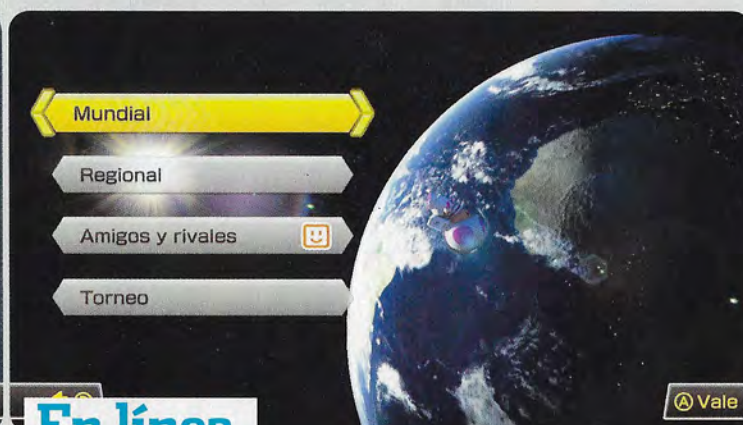 Mundial
Regional
Amigos y rivales
Torneo
A Vale
En línea